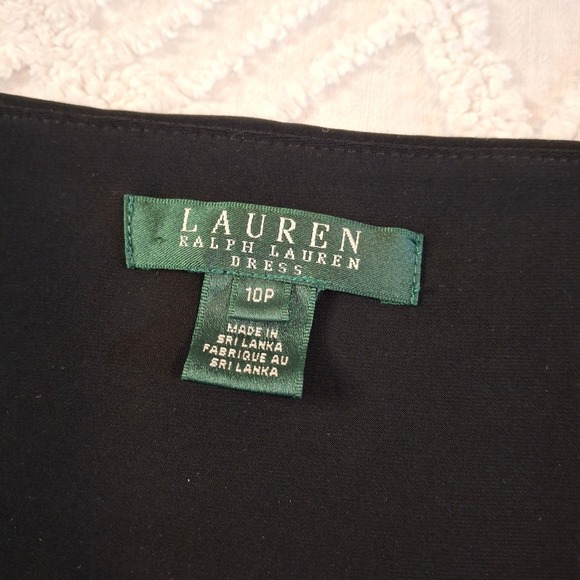 LAUREN
RALPH LAUREN
DRESS
10P
MADE IN
SRI LANKA
FABRIQUE AU
SRI LANKA